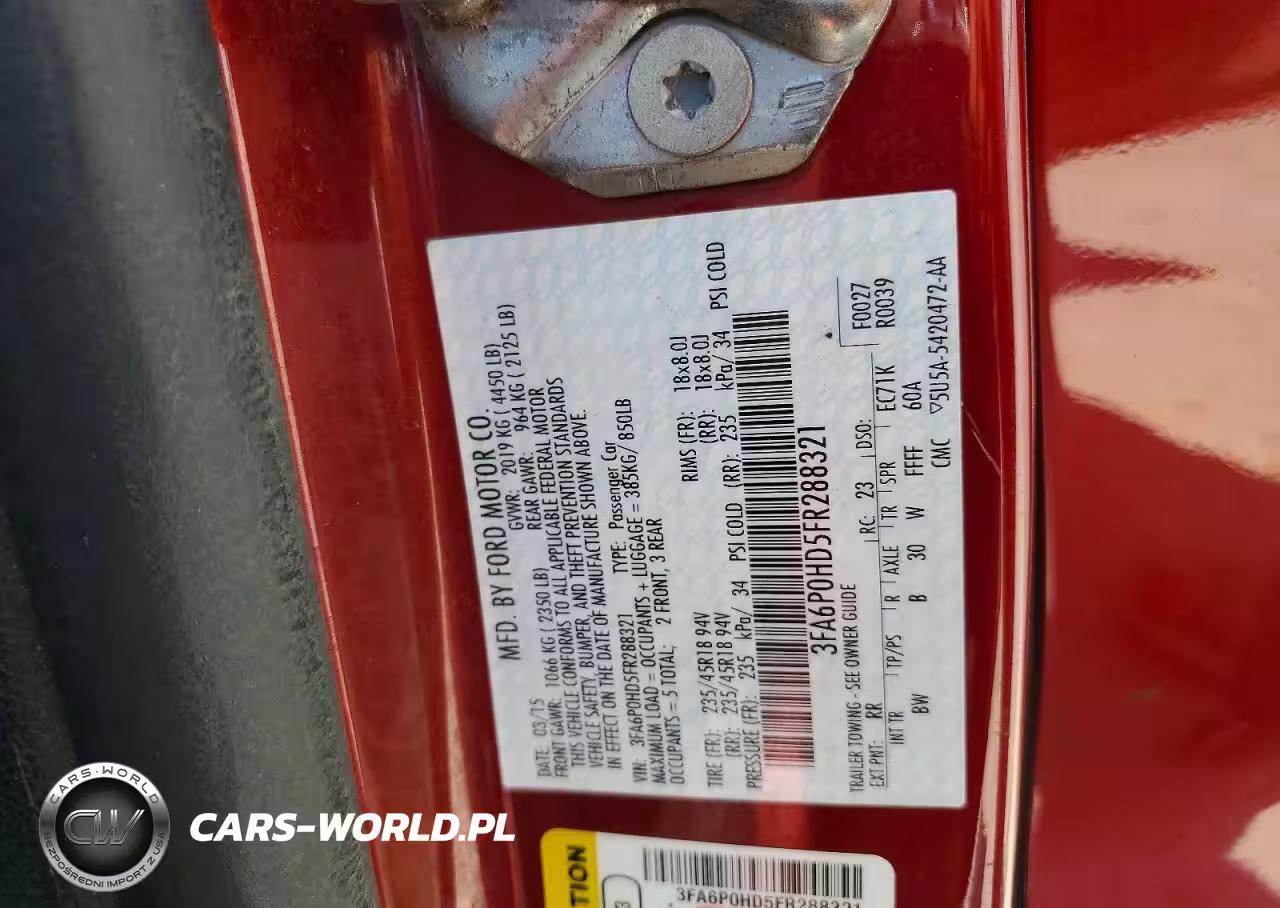 MFD. BY FORD MOTOR CO.
DATE 03/15 GVWR: 2019 KG ( 4450 LB)
FRONT GAWR: 1066 KG ( 2350 LB) REAR GAWR: 964 KG ( 2125 LB)
THIS VEHICLE CONFORMS TO ALL APPLICABLE FEDERAL MOTOR
VEHICLE SAFETY, BUMPER, AND THEFT PREVENTION STANDARDS
IN EFFECT ON THE DATE OF MANUFACTURE SHOWN ABOVE.
VIN: 3FA6P0HD5FR288321 TYPE: Passenger Car
MAXIMUM LOAD = OCCUPANTS + LUGGAGE = 385KG/ 850LB
OCCUPANTS = 5 TOTAL; 2 FRONT, 3 REAR
RIMS (FR): 18x8.0J
TIRE (FR): 235/45R18 94V (RR): 18x8.0J
(RR): 235/45R18 94V
PRESSURE (FR): 235 kPa/ 34 PSI COLD (RR): 235 kPa/ 34 PSI COLD
3FA6P0HD5FR288321
TRAILER TOWING - SEE OWNER GUIDE
EXT PNT: RR RC: 23 DSO: F0027
R0039
INT TR TP/PS R AXLE TR SPR EC71K
BW B 30 W FFFF 60A
CMC ▽5U5A-5420472-AA
3FA6P0HD5FR288321
CARS-WORLD
CW
BEZPOŚREDNI IMPORT Z USA
CARS-WORLD.PL